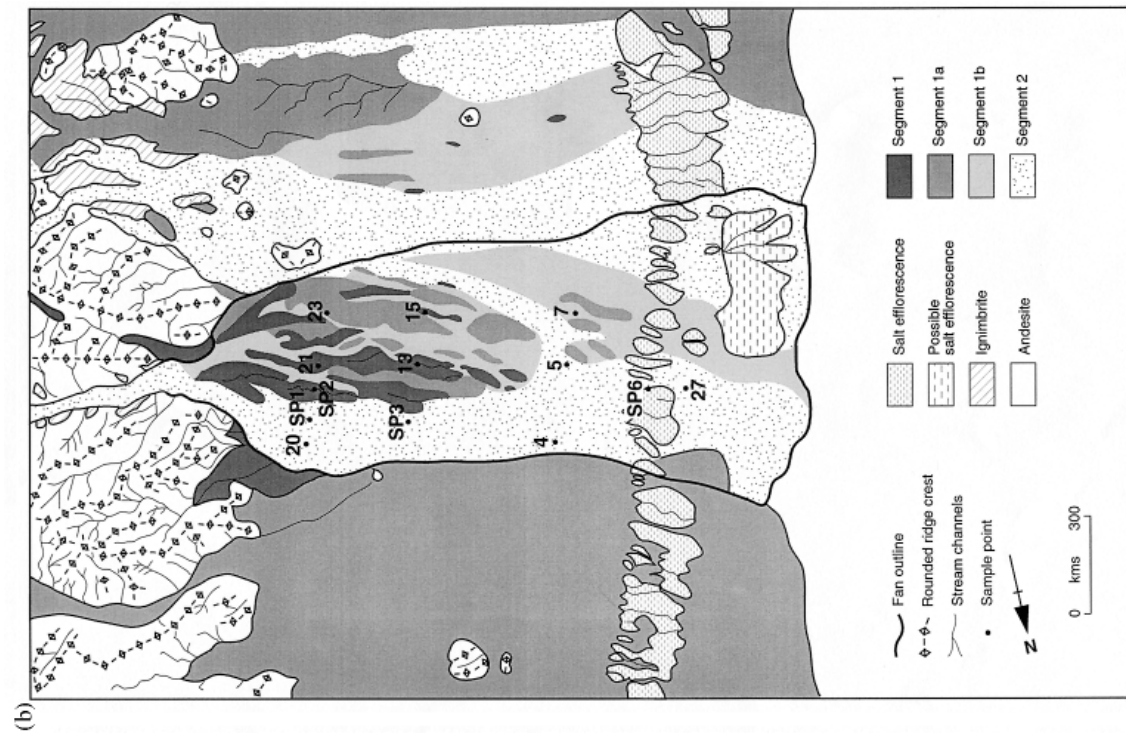 (b)
23
15
7
21
13
5
SP1
SP2
20
SP3
4
SP6
27
Salt efflorescence
Possible
salt efflorescence
Ignimbrite
Andesite
Segment 1
Segment 1a
Segment 1b
Segment 2
Fan outline
Rounded ridge crest
Stream channels
Sample point
N
0 kms 300